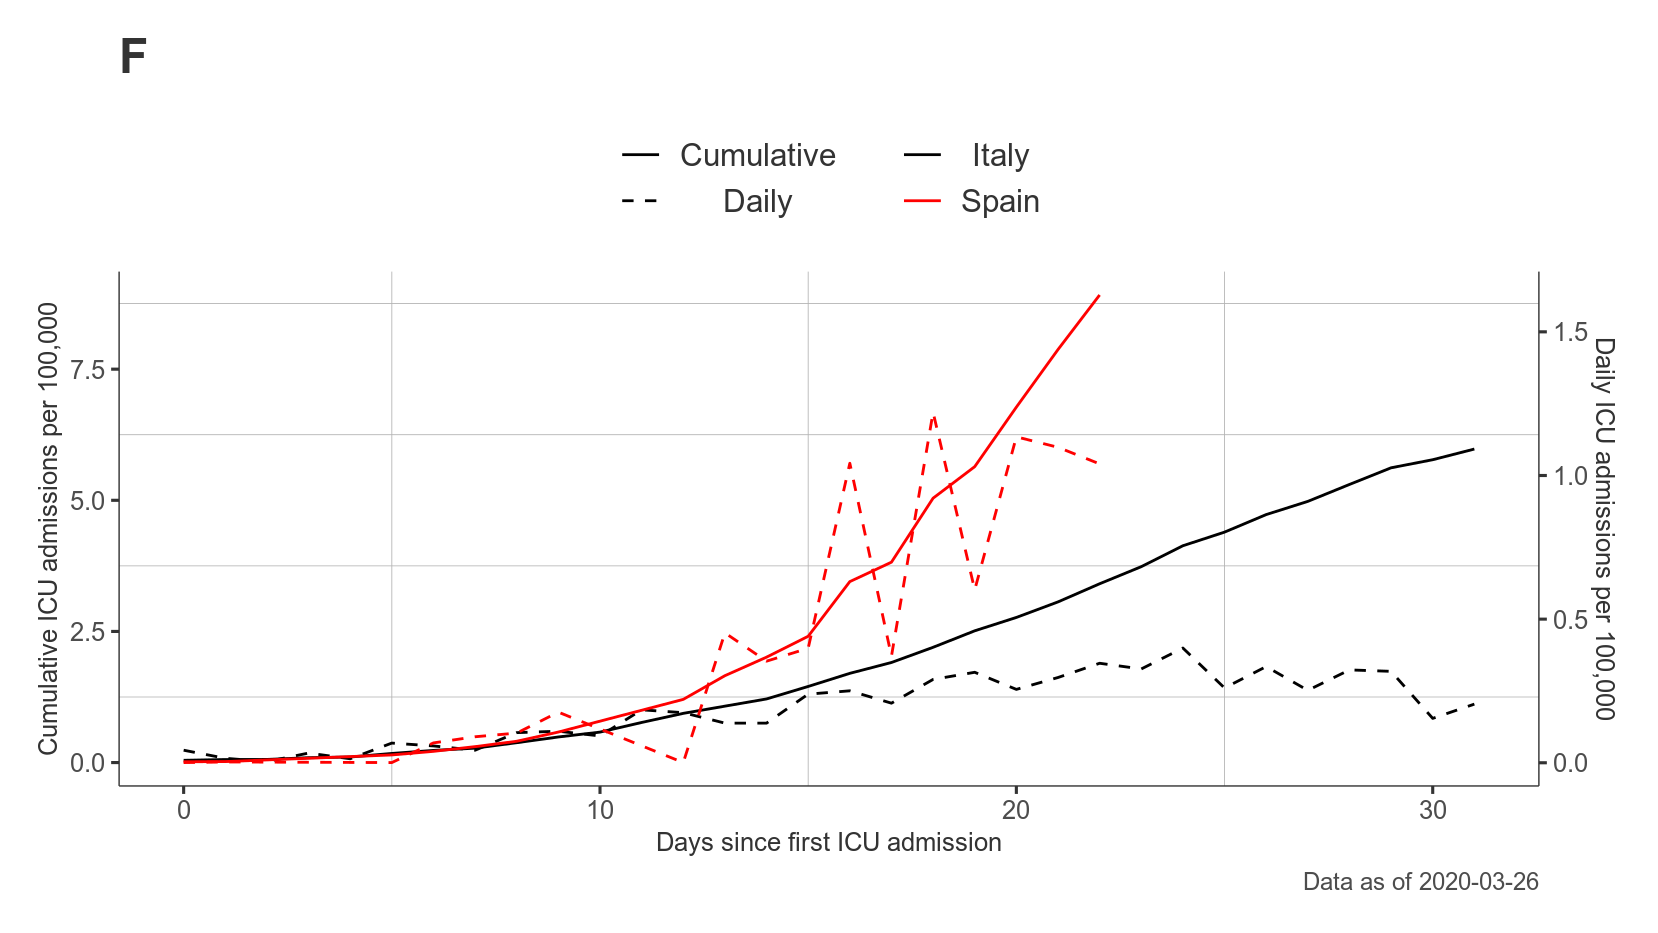 F
Cumulative
Italy
Daily
Spain
Cumulative ICU admissions per 100,000
7.5
5.0
2.5
0.0
1.5
1.0
0.5
0.0
Daily ICU admissions per 100,000
0
10
20
30
Days since first ICU admission
Data as of 2020-03-26